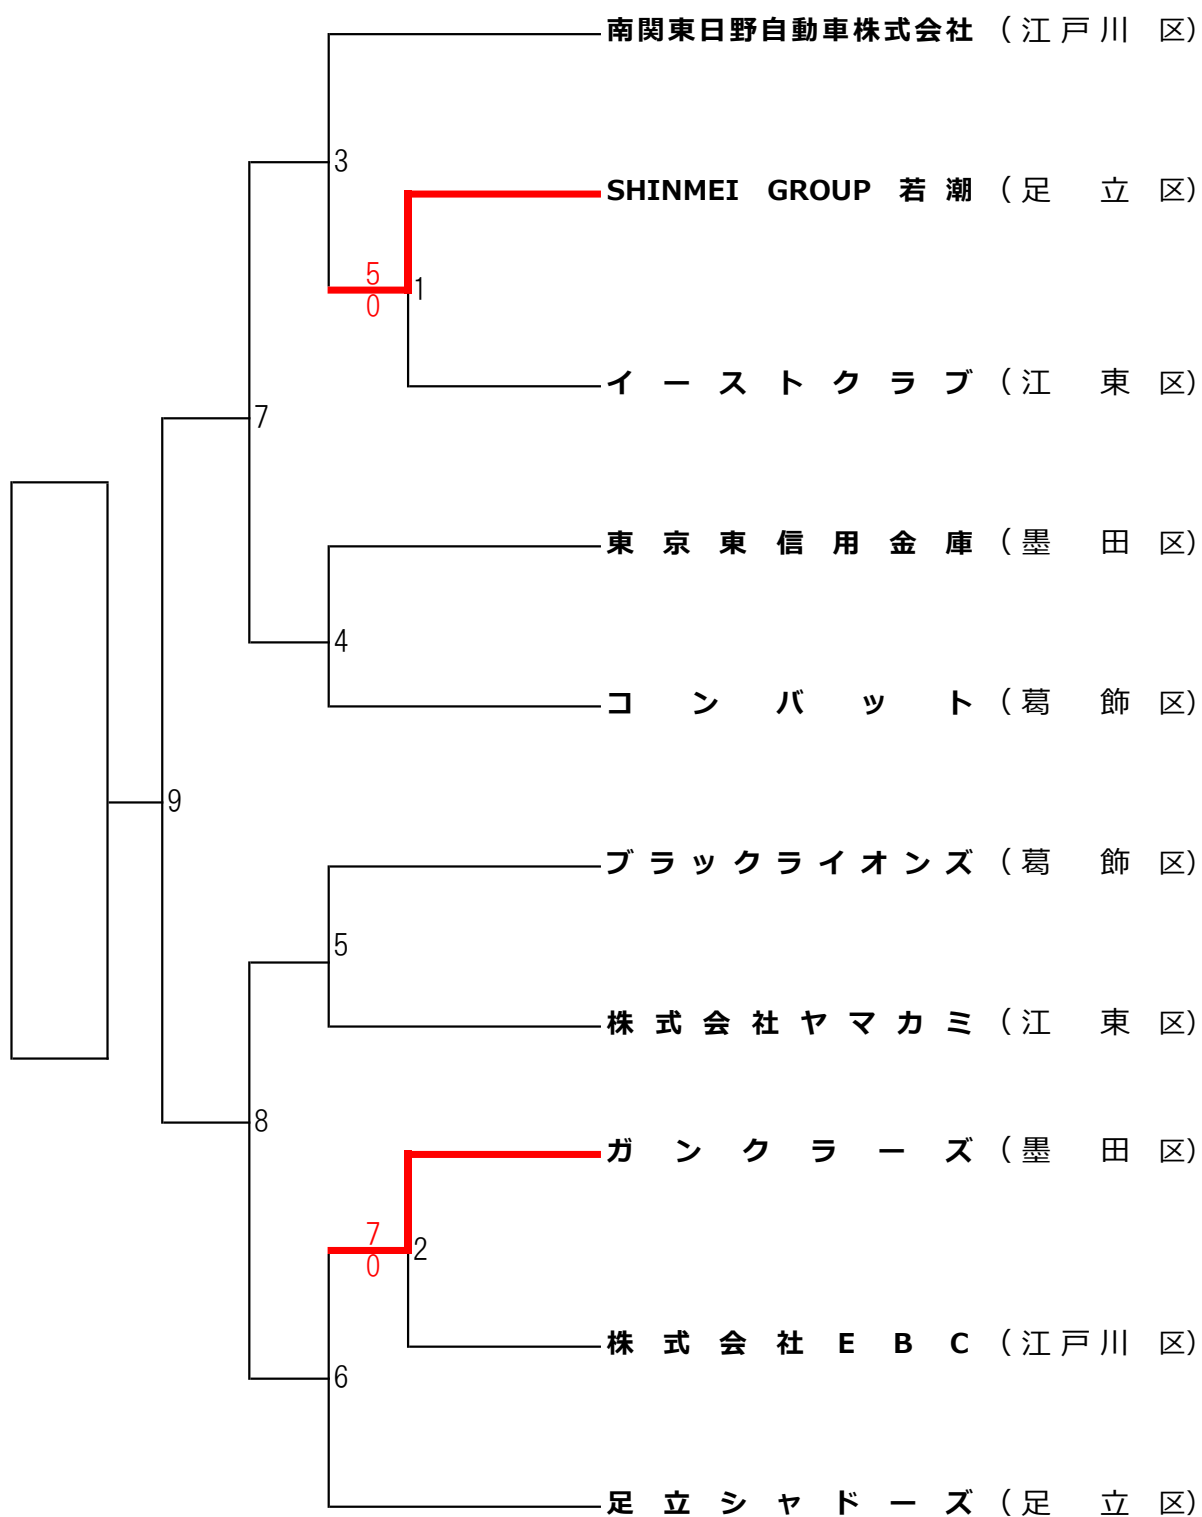 南関東日野自動車株式会社（江戸川区）
3
SHINMEI GROUP 若潮（足立区）
5
0
1
イーストクラブ（江東区）
7
東京東信用金庫（墨田区）
4
コンバット（葛飾区）
9
ブラックライオンズ（葛飾区）
5
株式会社ヤマカミ（江東区）
8
ガンクラーズ（墨田区）
7
0
2
株式会社EBC（江戸川区）
6
足立シャドーズ（足立区）